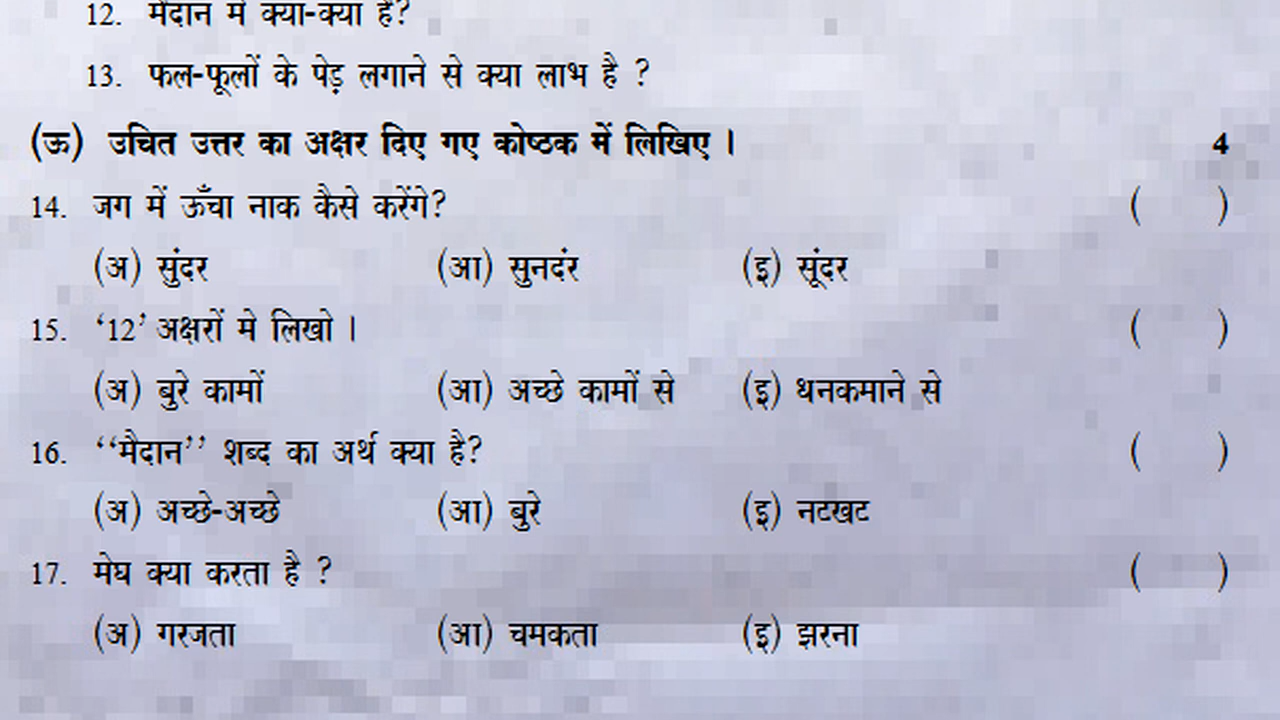 12. मैदान में क्या-क्या है?
13. फल-फूलों के पेड़ लगाने से क्या लाभ है ?
(ऊ) उचित उत्तर का अक्षर दिए गए कोष्ठक में लिखिए । 4
14. जग में ऊँचा नाक कैसे करेंगे? ( )
(अ) सुंदर (आ) सुनदंर (इ) सूंदर
15. ‘12’ अक्षरों मे लिखो । ( )
(अ) बुरे कामों (आ) अच्छे कामों से (इ) धनकमाने से
16. ‘‘मैदान’’ शब्द का अर्थ क्या है? ( )
(अ) अच्छे-अच्छे (आ) बुरे (इ) नटखट
17. मेघ क्या करता है ? ( )
(अ) गरजता (आ) चमकता (इ) झरना